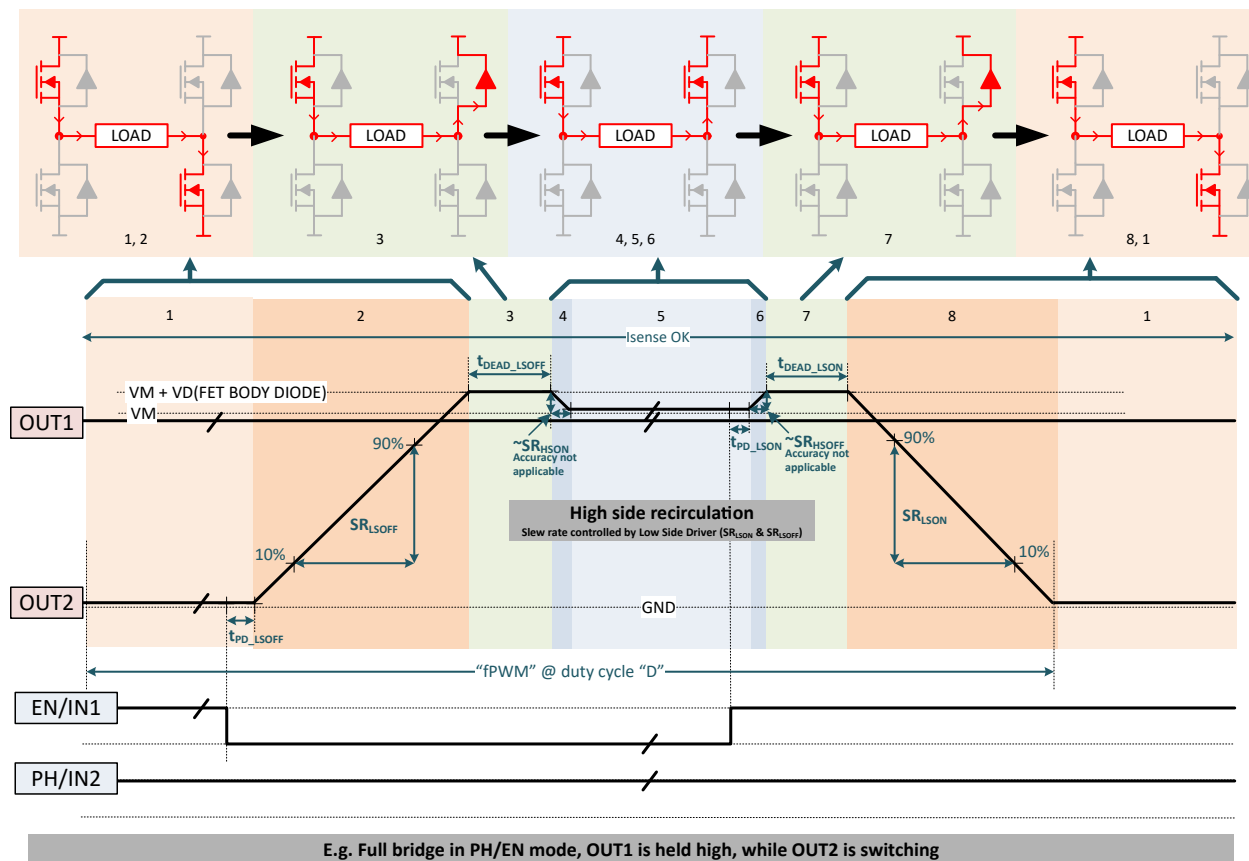 LOAD LOAD LOAD LOAD LOAD
1, 2 3 4, 5, 6 7 8, 1
1 2 3 4 5 6 7 8 1
Isense OK
tDEAD_LSOFF tDEAD_LSON
VM + VD(FET BODY DIODE)
VM
OUT1
90%
~SRHSON
Accuracy not
applicable
tPD_LSON
~SRHSOFF
Accuracy not
applicable
90%
SRLSOFF
High side recirculation
Slew rate controlled by Low Side Driver (SRLSON & SRLSOFF)
SRLSON
10% 10%
OUT2
GND
tPD_LSOFF
“fPWM” @ duty cycle “D”
EN/IN1
PH/IN2
E.g. Full bridge in PH/EN mode, OUT1 is held high, while OUT2 is switching